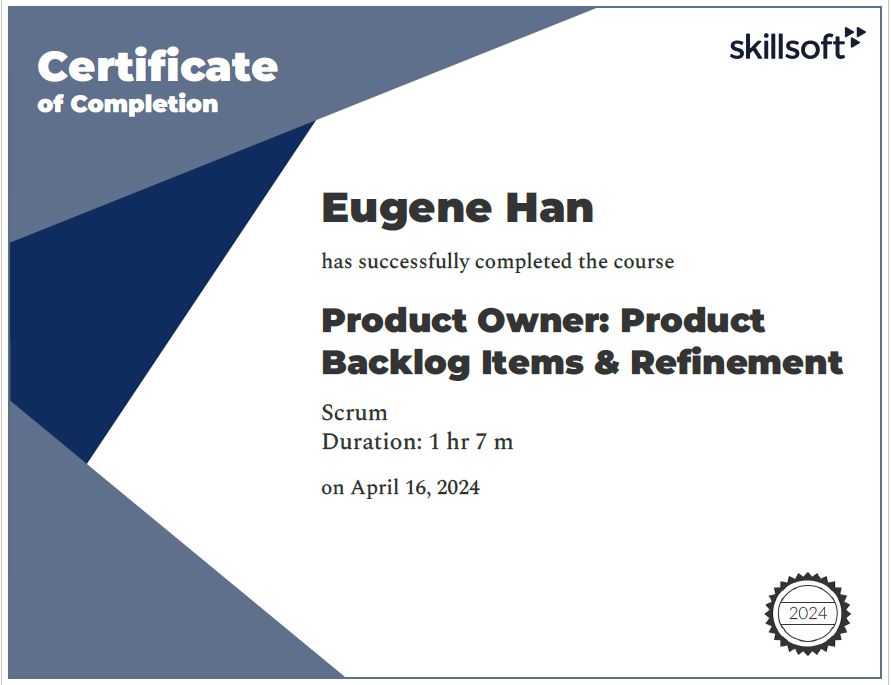 Certificate
of Completion
skillsoft
Eugene Han
has successfully completed the course
Product Owner: Product
Backlog Items & Refinement
Scrum
Duration: 1 hr 7 m
on April 16, 2024
2024